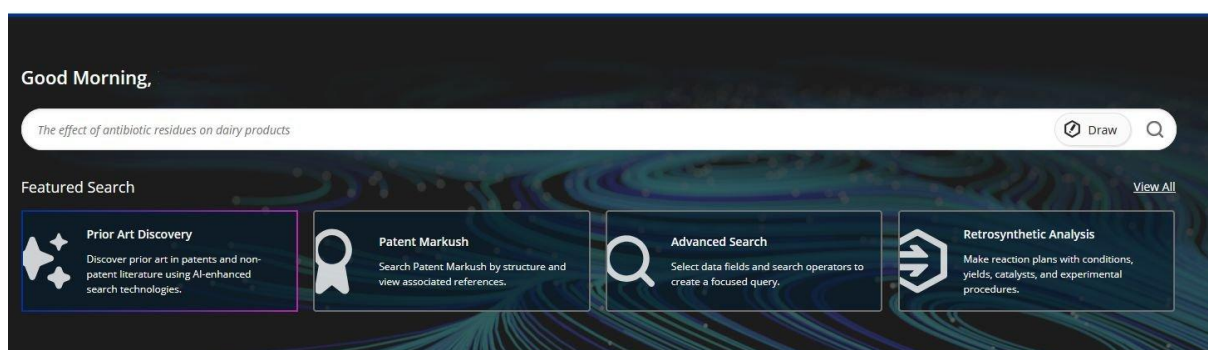 Good Morning,
The effect of antibiotic residues on dairy products
Draw
Featured Search
View All
Prior Art Discovery
Discover prior art in patents and non-
patent literature using AI-enhanced
search technologies.
Patent Markush
Search Patent Markush by structure and
view associated references.
Advanced Search
Select data fields and search operators to
create a focused query.
Retrosynthetic Analysis
Make reaction plans with conditions,
yields, catalysts, and experimental
procedures.